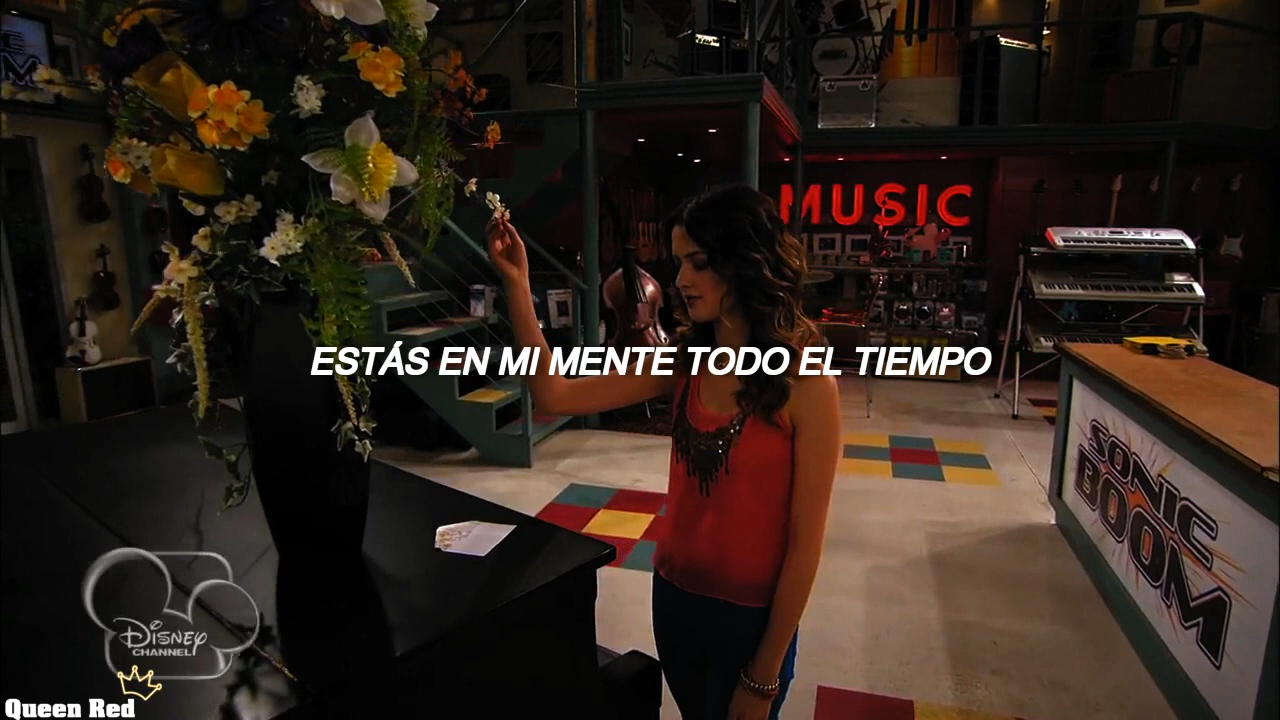 MUSIC
ESTÁS EN MI MENTE TODO EL TIEMPO
SONIC
BOOM
DISNEY
CHANNEL
Queen Red